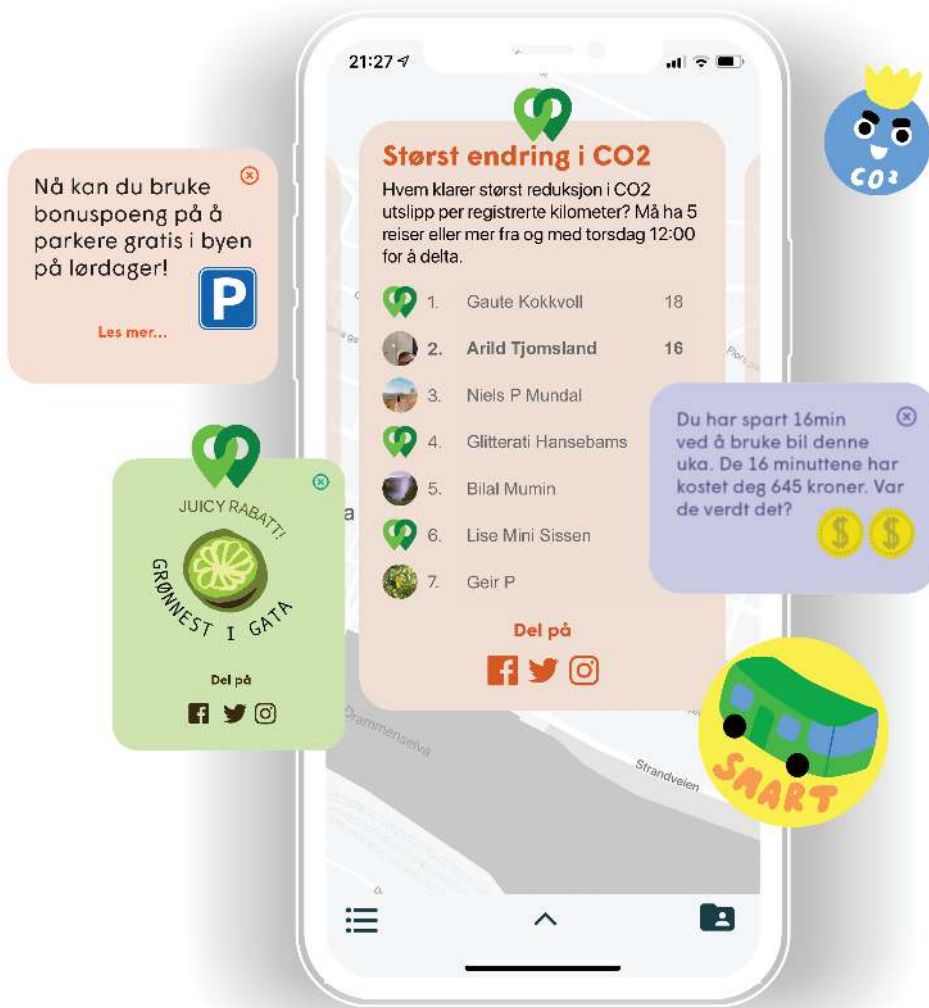 21:27
Størst endring i CO2
Hvem klarer størst reduksjon i CO2
utslipp per registrerte kilometer? Må ha 5
reiser eller mer fra og med torsdag 12:00
for å delta.
1. Gaute Kokkvoll 18
2. Arild Tjomsland 16
3. Niels P Mundal
4. Glitterati Hansebams
5. Bilal Mumin
6. Lise Mini Sissen
7. Geir P
Del på
Nå kan du bruke
bonuspoeng på å
parkere gratis i byen
på lørdager!
P
Les mer...
JUICY RABATT!
GRØNNEST I GATA
Del på
CO2
Du har spart 16min
ved å bruke bil denne
uka. De 16 minuttene har
kostet deg 645 kroner. Var
de verdt det?
$ $
SMART
Drammenselva
Strandveien